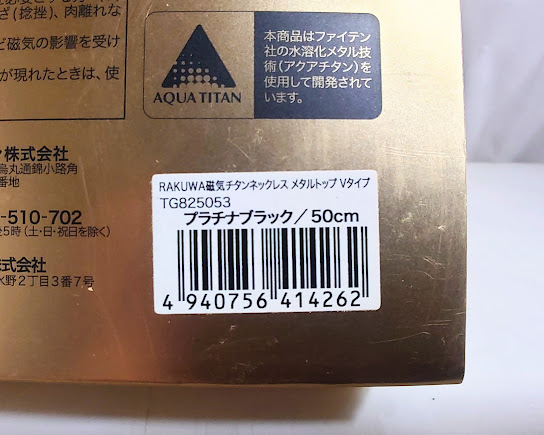 ざ(捻挫)、肉離れな
ど磁気の影響を受け
が現れたときは、使
AQUA TITAN
本商品はファイテン
社の水溶化メタル技
術(アクアチタン)を
使用して開発されて
います。
株式会社
烏丸通錦小路角
番地
-510-702
後5時(土・日・祝日を除く)
株式会社
水野2丁目3番7号
RAKUWA磁気チタンネックレス メタルトップ Vタイプ
TG825053
プラチナブラック/50cm
4 940756 414262